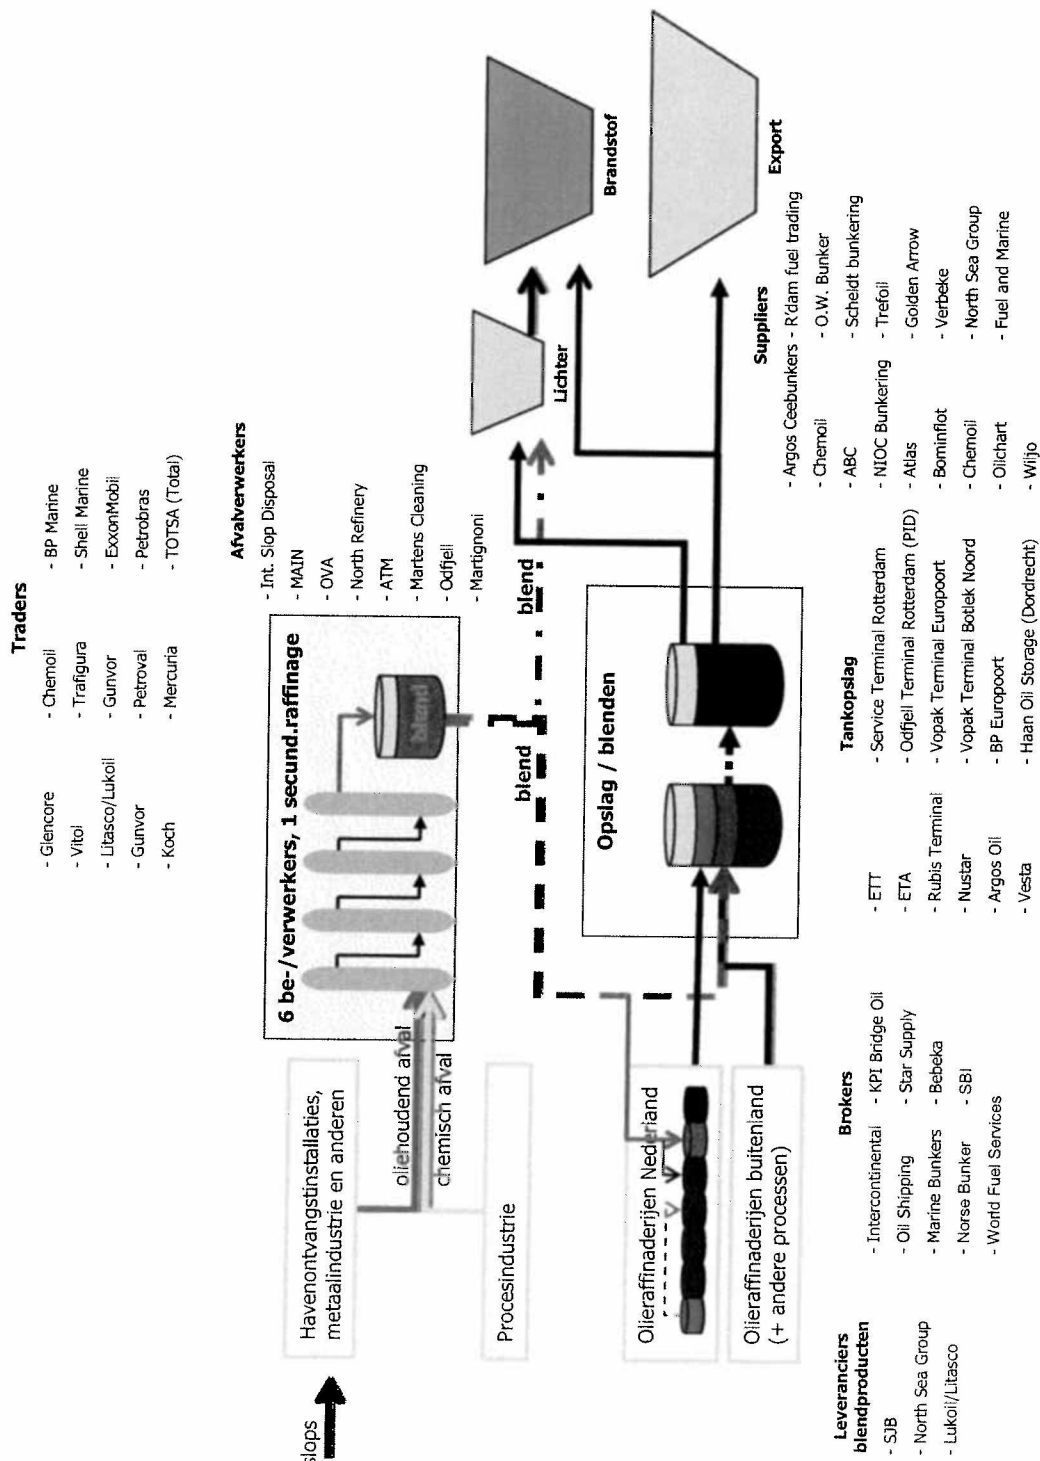 Traders
- Glencore
- Vitol
- Litasco/Lukoil
- Gunvor
- Koch
- Chemoil
- Trafigura
- Gunvor
- Petroval
- Mercuria
- BP Marine
- Shell Marine
- ExxonMobil
- Petrobras
- TOTSA (Total)
Afvalverwerkers
- Int. Slop Disposal
- MAIN
- OVA
- North Refinery
- ATM
- Martens Cleaning
- Odfjell
- Martignoni
slops
Havenontvangstinstallaties,
metaalindustrie en anderen
oliehoudend afval
chemisch afval
Procesindustrie
6 be-/verwerkers, 1 secund.raffinage
blend
blend
blend
Lichter
Brandstof
Export
Opslag / blenden
Olieraffinaderijen Nederland
Olieraffinaderijen buitenland
(+ andere processen)
Leveranciers
blendproducten
- SJB
- North Sea Group
- Lukoil/Litasco
Brokers
- Intercontinental
- Oil Shipping
- Marine Bunkers
- Norse Bunker
- World Fuel Services
- KPI Bridge Oil
- Star Supply
- Bebeka
- SBI
Tankopslag
- ETT
- ETA
- Rubis Terminal
- Nustar
- Argos Oil
- Vesta
- Service Terminal Rotterdam
- Odfjell Terminal Rotterdam (PID)
- Vopak Terminal Europoort
- Vopak Terminal Botlek Noord
- BP Europoort
- Haan Oil Storage (Dordrecht)
Suppliers
- Argos Ceebunkers
- Chemoil
- ABC
- NIOC Bunkering
- Atlas
- Bominflot
- Chemoil
- Oilchart
- Wiljo
- R'dam fuel trading
- O.W. Bunker
- Scheldt bunkering
- Trefoil
- Golden Arrow
- Verbeke
- North Sea Group
- Fuel and Marine